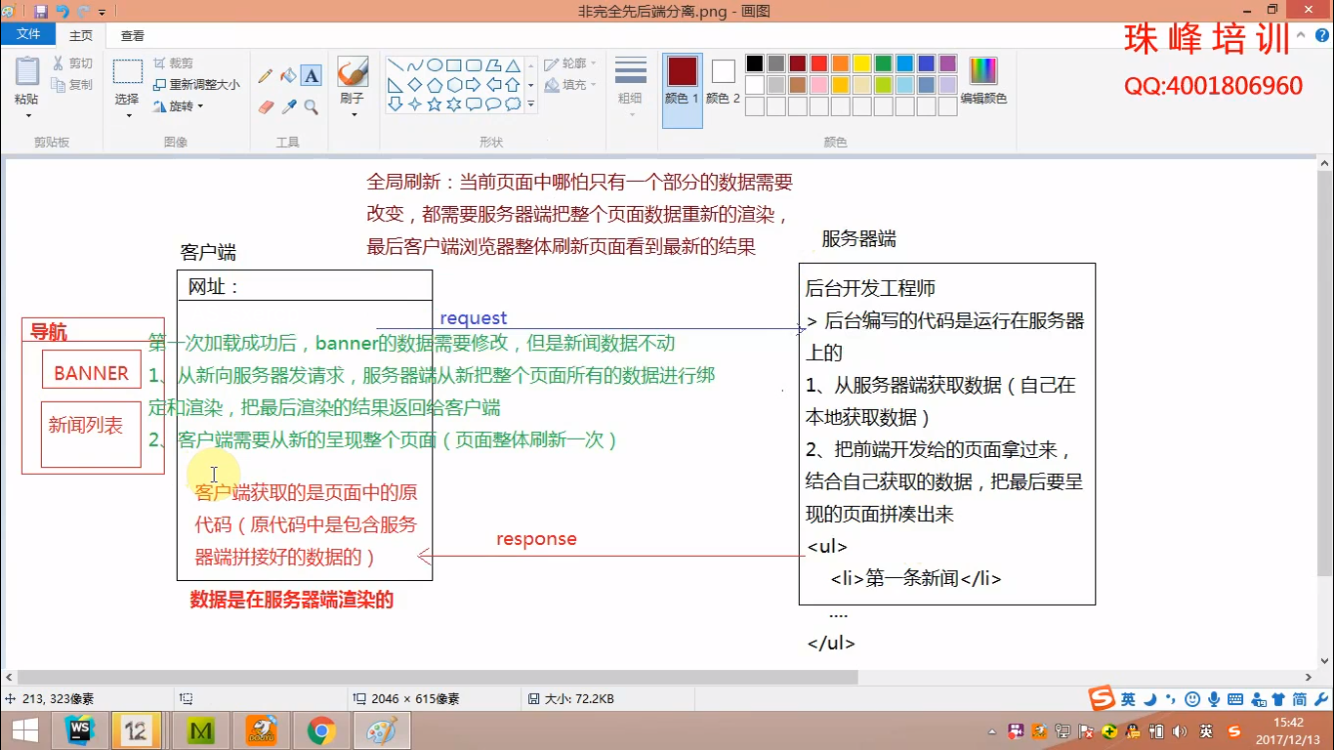 非完全先后端分离.png - 画图
文件 主页 查看
珠峰培训
QQ:4001806960
粘贴
剪切
复制
剪贴板
选择
裁剪
重新调整大小
旋转
图像
A
工具
刷子
轮廓
填充
形状
粗细
颜色 1
颜色 2
编辑颜色
颜色
全局刷新：当前页面中哪怕只有一个部分的数据需要
改变，都需要服务器端把整个页面数据重新的渲染，
最后客户端浏览器整体刷新页面看到最新的结果
客户端
网址：
导航
BANNER
新闻列表
request
第一次加载成功后，banner的数据需要修改，但是新闻数据不动
1、从新向服务器发请求，服务器端从新把整个页面所有的数据进行绑
定和渲染，把最后渲染的结果返回给客户端
2、客户端需要从新的呈现整个页面（页面整体刷新一次）
客户端获取的是页面中的原
代码（原代码中是包含服务
器端拼接好的数据的）
response
数据是在服务器端渲染的
服务器端
后台开发工程师
> 后台编写的代码是运行在服务器
上的
1、从服务器端获取数据（自己在
本地获取数据）
2、把前端开发给的页面拿过来，
结合自己获取的数据，把最后要呈
现的页面拼凑出来
<ul>
<li>第一条新闻</li>
....
</ul>
213, 323像素
2046 × 615像素
大小: 72.2KB
英
简
WS
12
M
英
15:42
2017/12/13